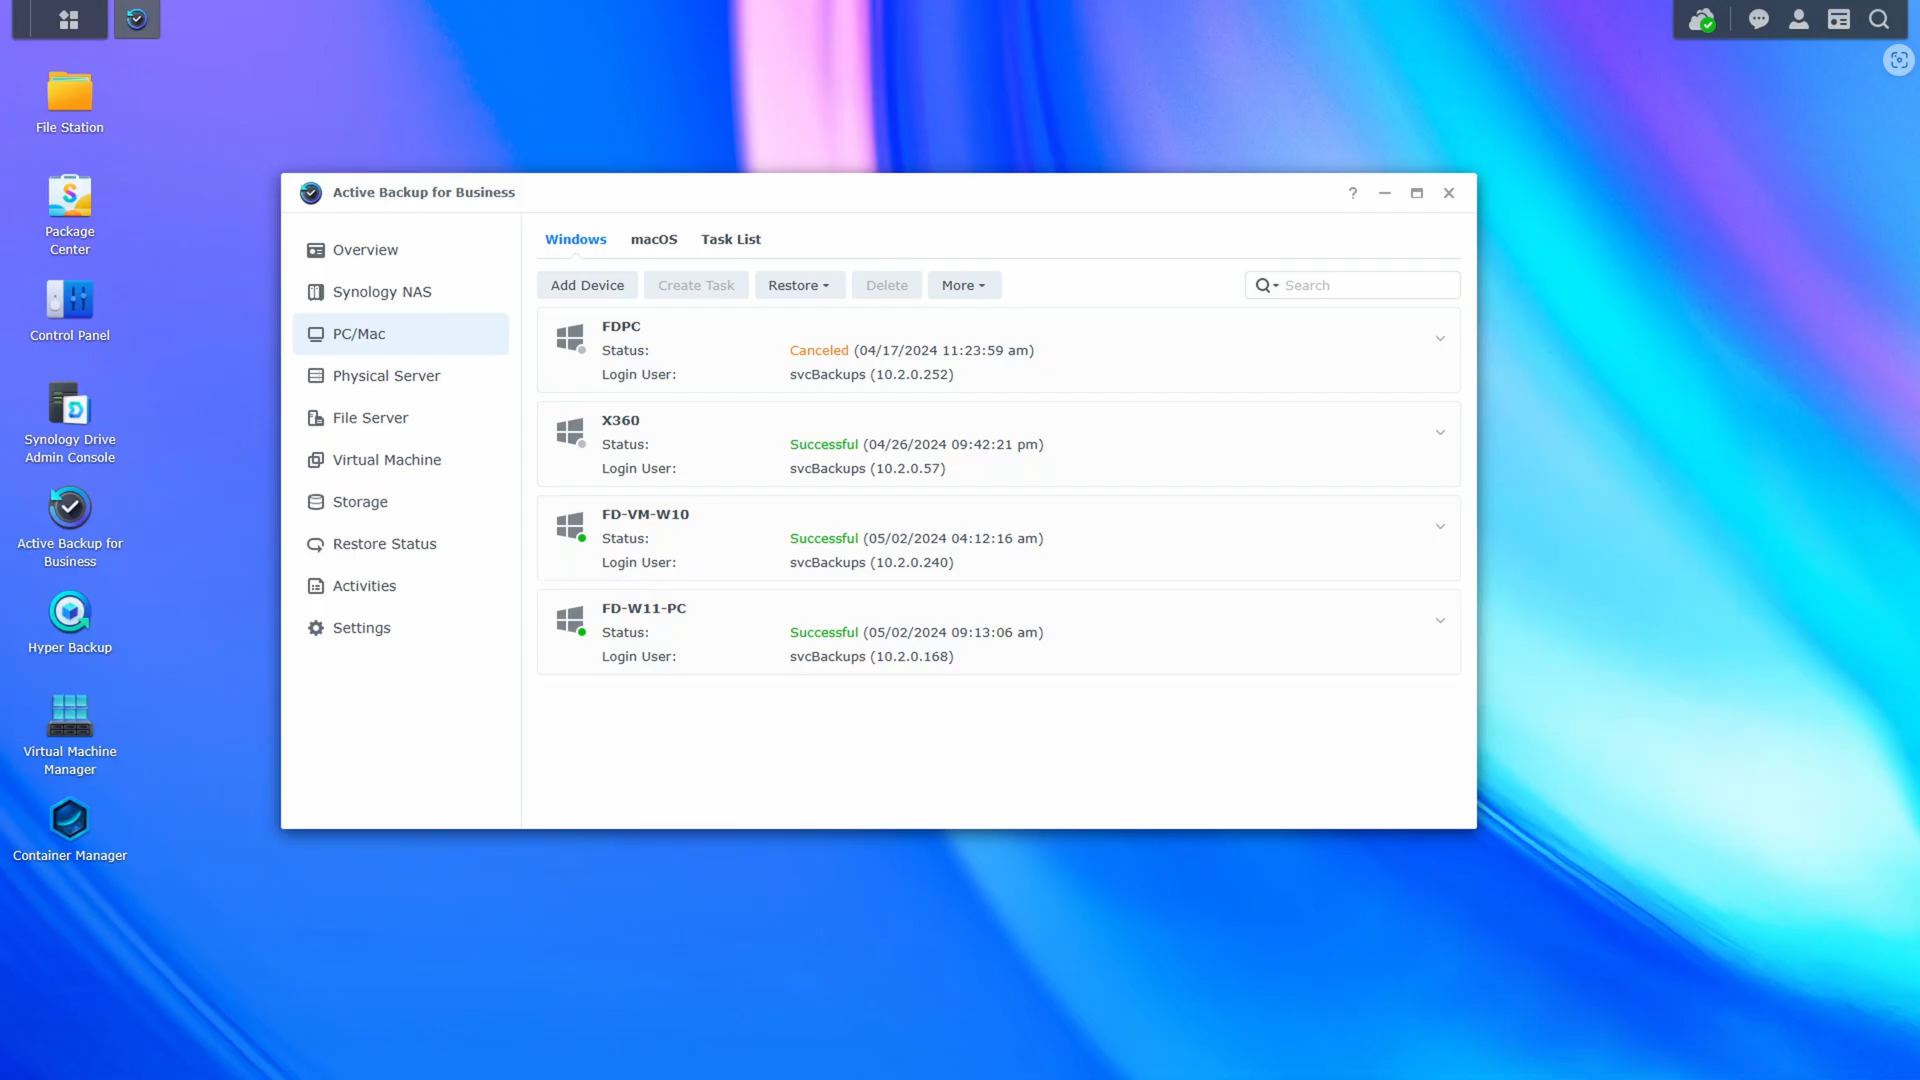 File Station
Package
Center
Control Panel
Synology Drive
Admin Console
Active Backup for
Business
Hyper Backup
Virtual Machine
Manager
Container Manager
Active Backup for Business
?
Overview
Synology NAS
PC/Mac
Physical Server
File Server
Virtual Machine
Storage
Restore Status
Activities
Settings
Windows macOS Task List
Add Device Create Task Restore Delete More Search
FDPC
Status: Canceled (04/17/2024 11:23:59 am)
Login User: svcBackups (10.2.0.252)
X360
Status: Successful (04/26/2024 09:42:21 pm)
Login User: svcBackups (10.2.0.57)
FD-VM-W10
Status: Successful (05/02/2024 04:12:16 am)
Login User: svcBackups (10.2.0.240)
FD-W11-PC
Status: Successful (05/02/2024 09:13:06 am)
Login User: svcBackups (10.2.0.168)